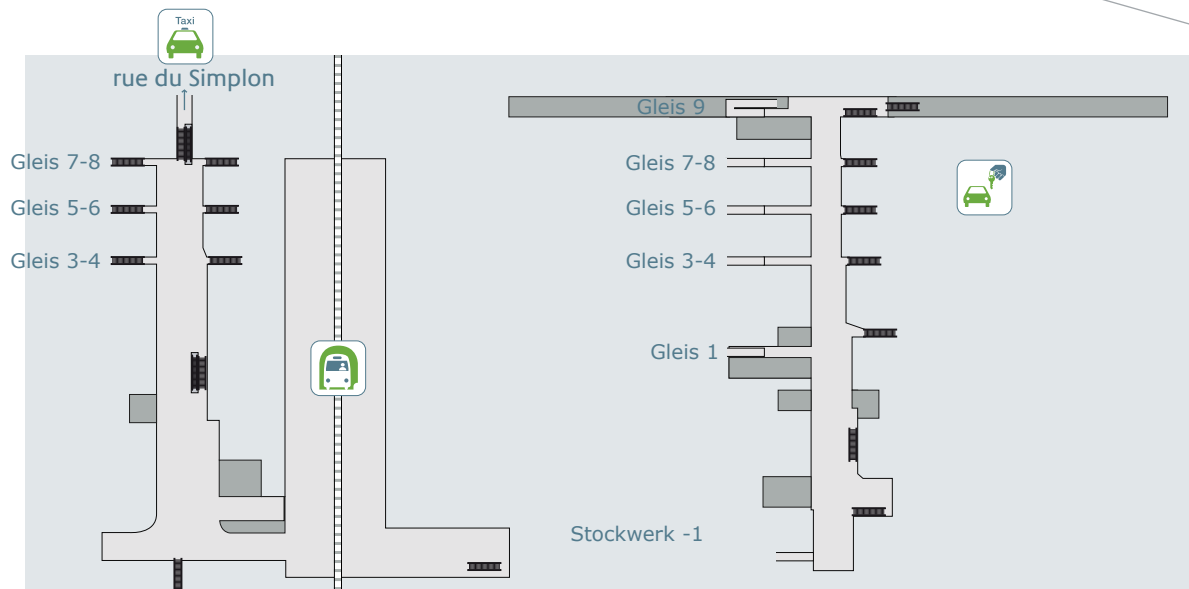 Taxi
rue du Simplon
Gleis 7-8
Gleis 5-6
Gleis 3-4
Gleis 9
Gleis 7-8
Gleis 5-6
Gleis 3-4
Gleis 1
Stockwerk -1